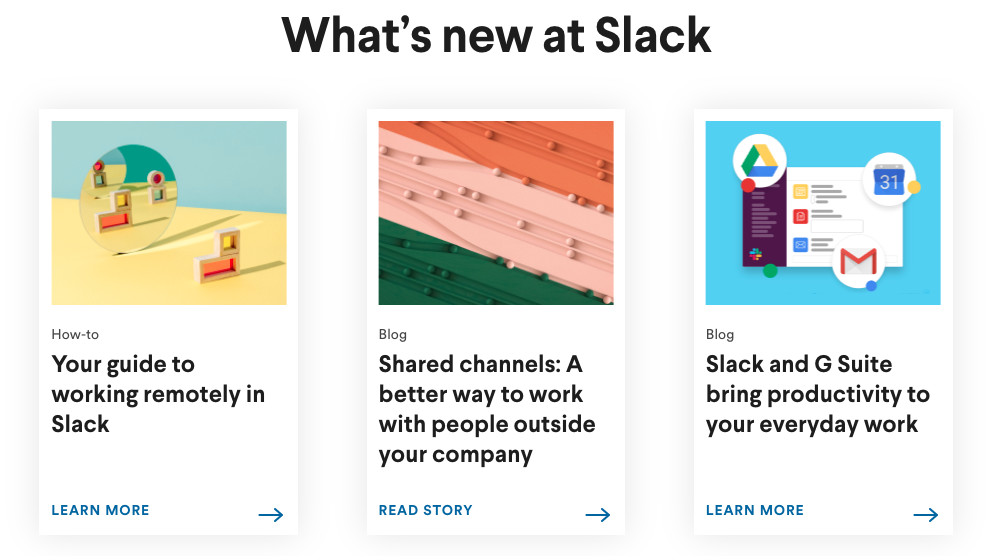 What’s new at Slack
How-to
Your guide to
working remotely in
Slack
LEARN MORE
Blog
Shared channels: A
better way to work
with people outside
your company
READ STORY
31
Blog
Slack and G Suite
bring productivity to
your everyday work
LEARN MORE